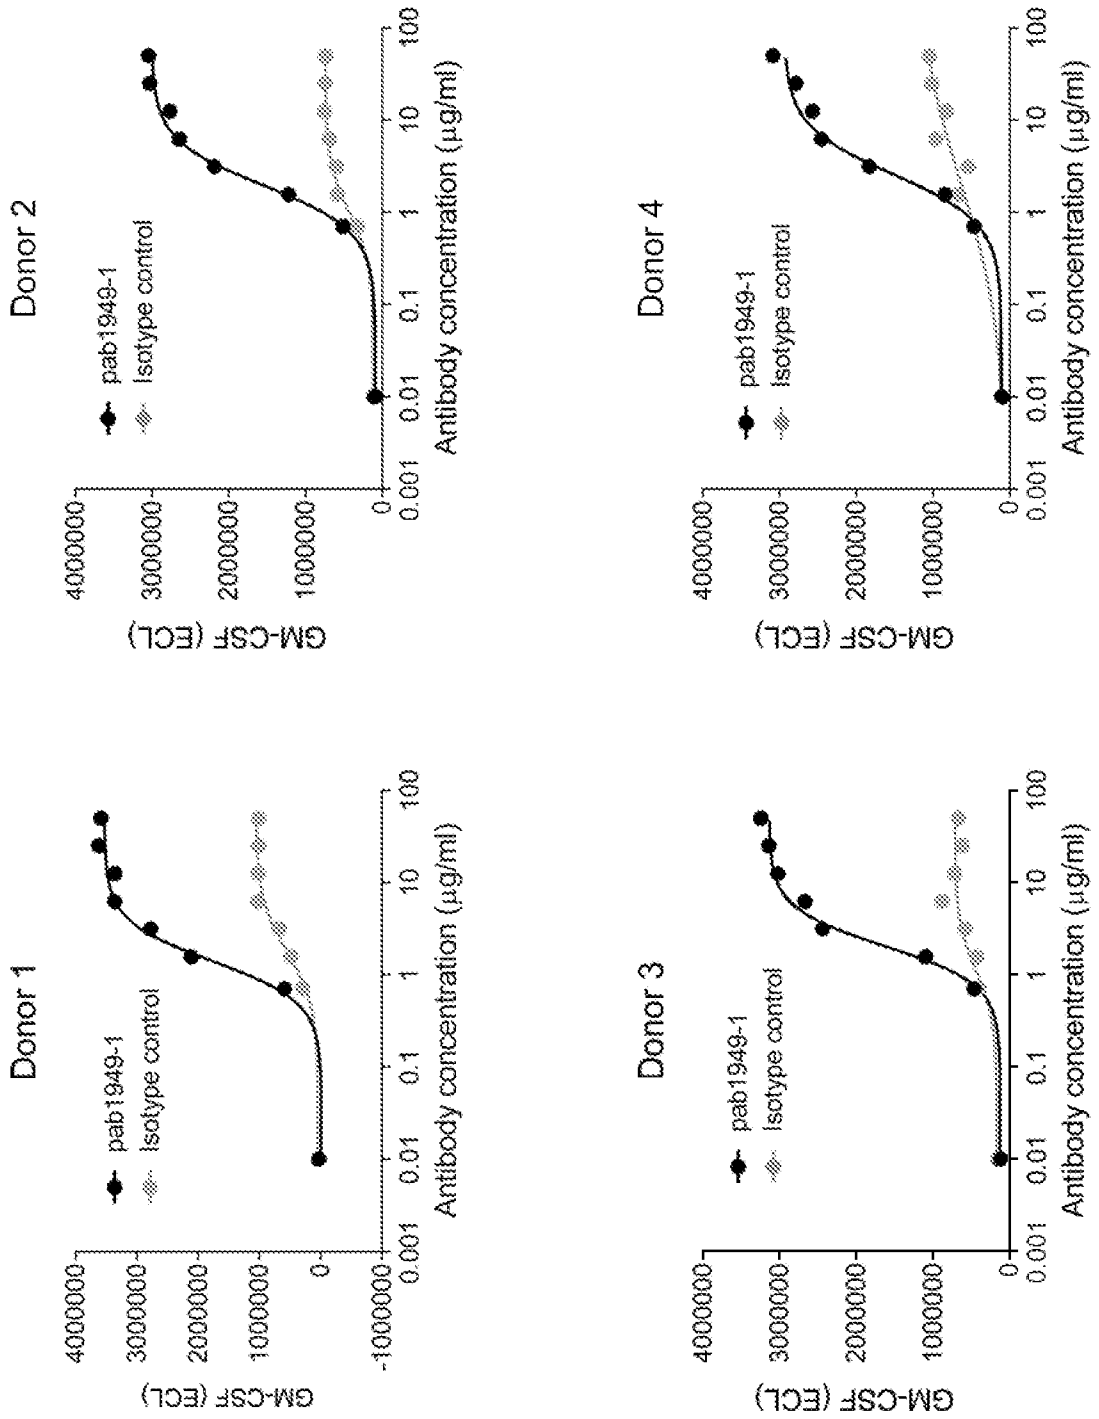 Donor 1
GM-CSF (ECL)
4000000
3000000
2000000
1000000
0
-1000000
pab1949-1
Isotype control
0.001
0.01
0.1
1
10
100
Antibody concentration (µg/ml)
Donor 2
GM-CSF (ECL)
4000000
3000000
2000000
1000000
0
pab1949-1
Isotype control
0.001
0.01
0.1
1
10
100
Antibody concentration (µg/ml)
Donor 3
GM-CSF (ECL)
4000000
3000000
2000000
1000000
0
pab1949-1
Isotype control
0.001
0.01
0.1
1
10
100
Antibody concentration (µg/ml)
Donor 4
GM-CSF (ECL)
4000000
3000000
2000000
1000000
0
pab1949-1
Isotype control
0.001
0.01
0.1
1
10
100
Antibody concentration (µg/ml)